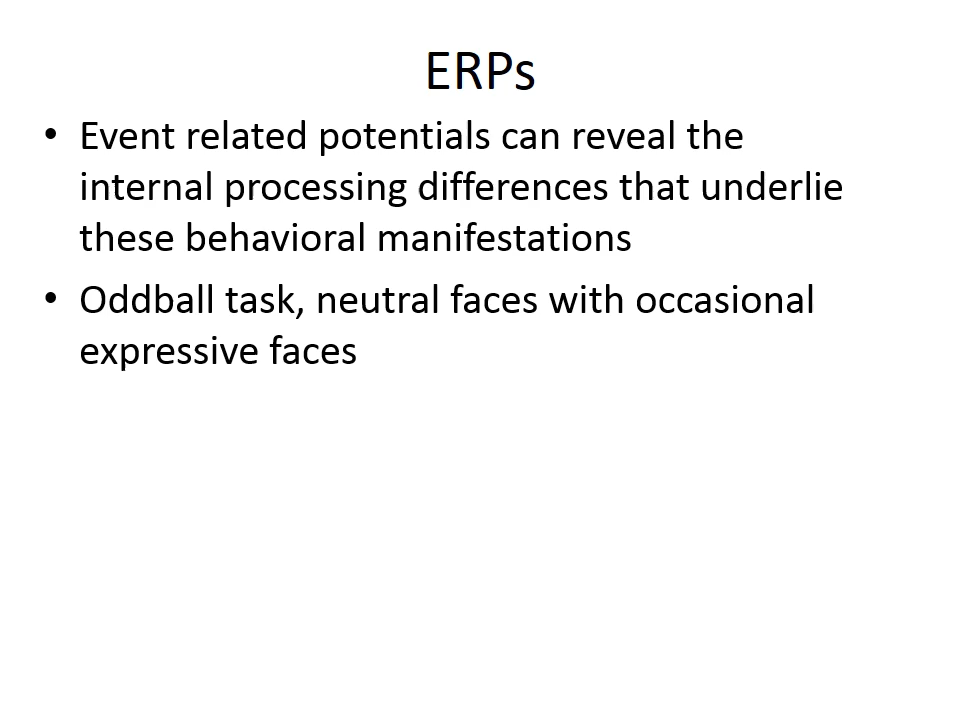 ERPs
• Event related potentials can reveal the
internal processing differences that underlie
these behavioral manifestations
• Oddball task, neutral faces with occasional
expressive faces